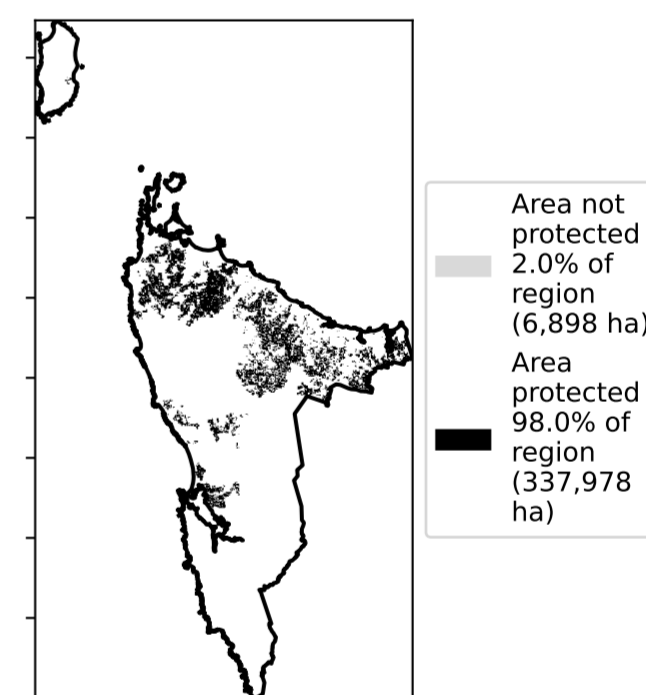 Area not
protected
2.0% of
region
(6,898 ha)
Area
protected
98.0% of
region
(337,978
ha)